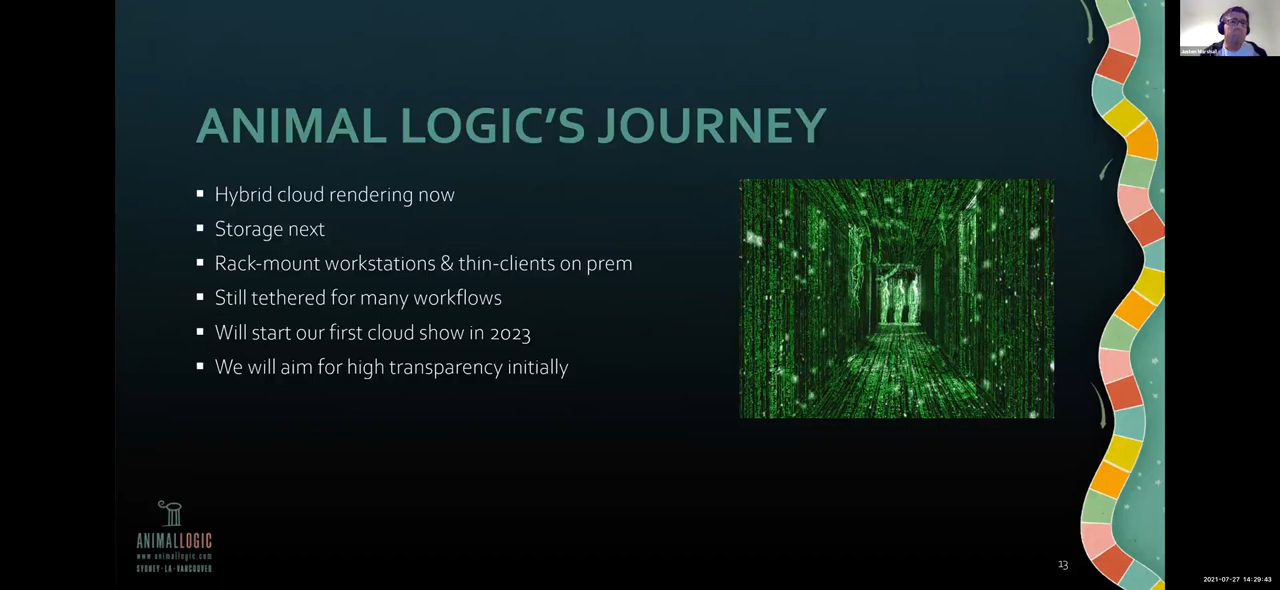 ANIMAL LOGIC'S JOURNEY
Hybrid cloud rendering now
Storage next
Rack-mount workstations & thin-clients on prem
Still tethered for many workflows
Will start our first cloud show in 2023
We will aim for high transparency initially
ANIMALLOGIC
www.animallogic.com
SYDNEY-LA-VANCOUVER
13
2021-07-27 14:29:43